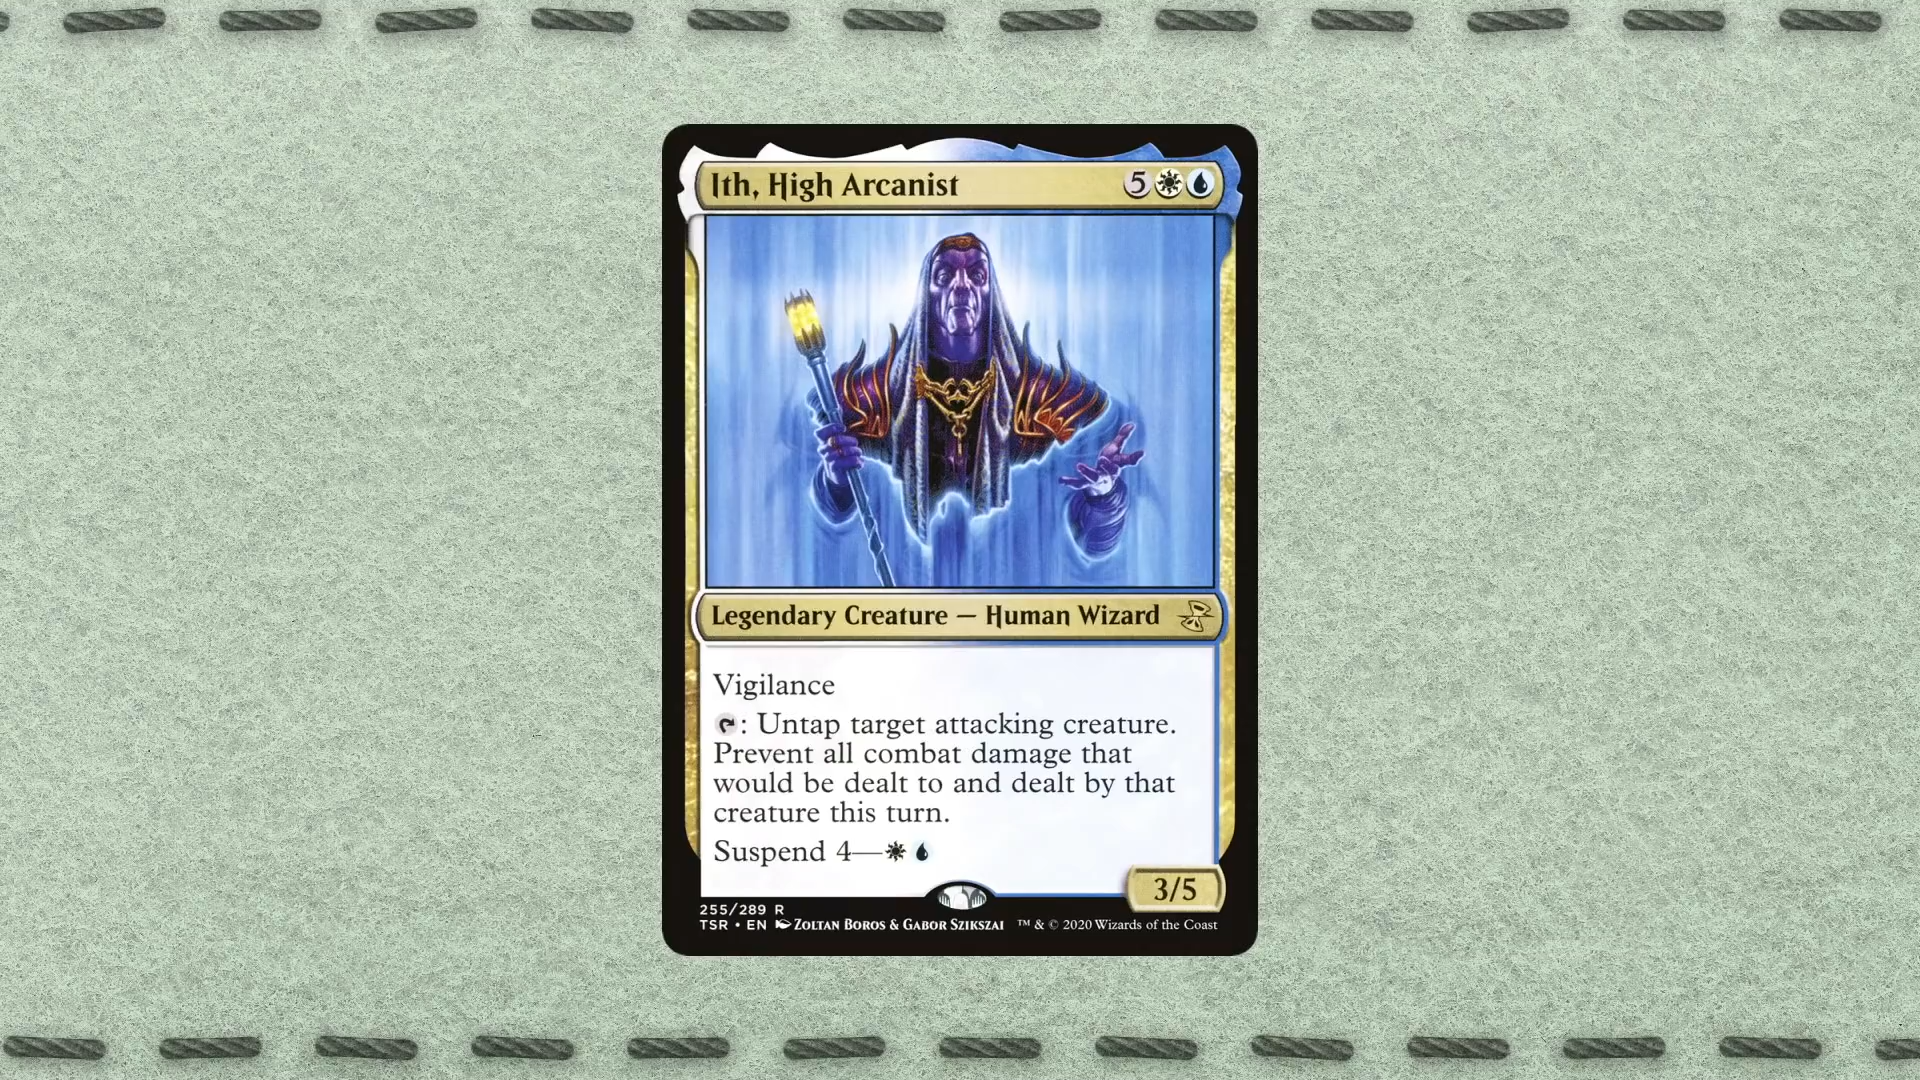 Ith, High Arcanist 5
Legendary Creature — Human Wizard
Vigilance
: Untap target attacking creature.
Prevent all combat damage that
would be dealt to and dealt by that
creature this turn.
Suspend 4—
3/5
255/289 R
TSR • EN Zoltan Boros & Gabor Szikszai ™ & © 2020 Wizards of the Coast